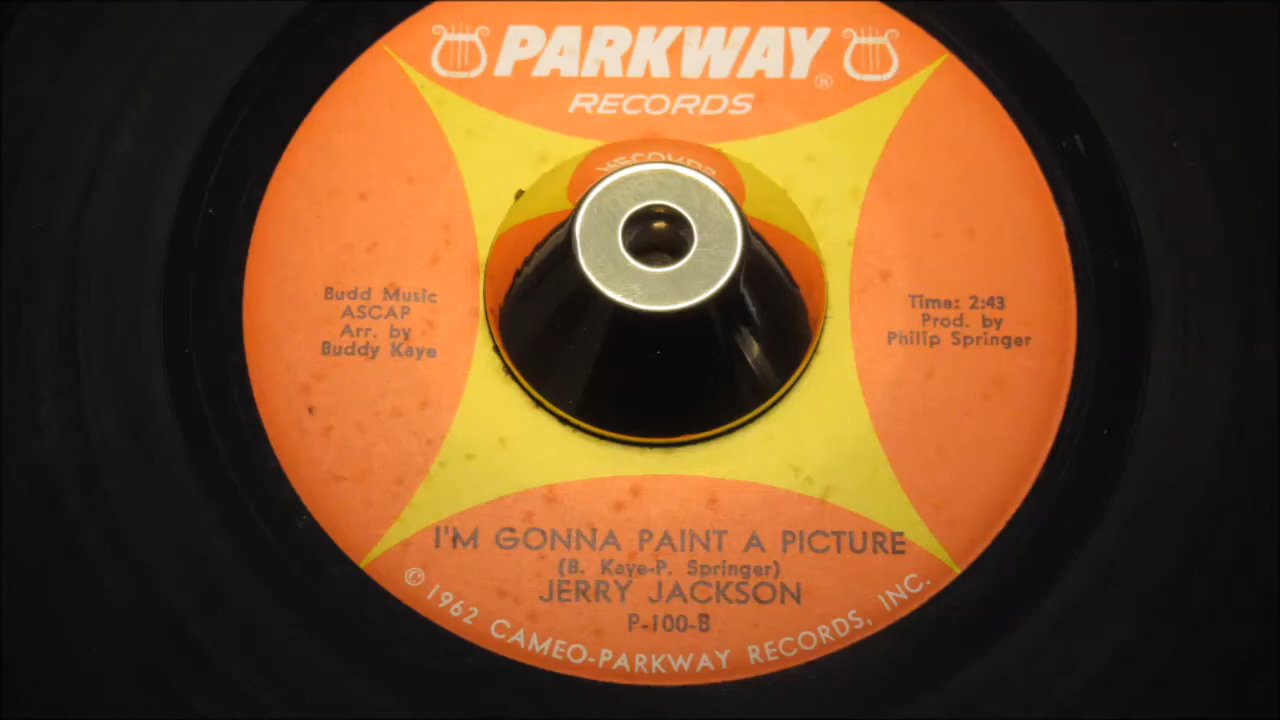 PARKWAY®
RECORDS
Budd Music
ASCAP
Arr. by
Buddy Kaye
Time: 2:43
Prod. by
Philip Springer
I'M GONNA PAINT A PICTURE
(B. Kaye-P. Springer)
JERRY JACKSON
P-100-B
© 1962 CAMEO-PARKWAY RECORDS, INC.